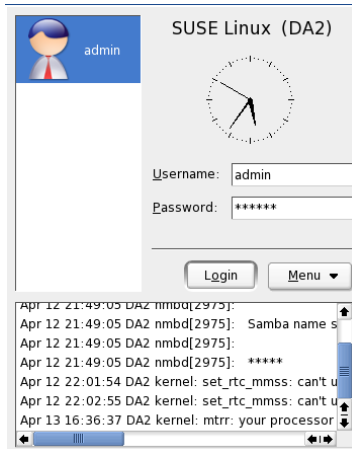 SUSE Linux (DA2)
admin
Username: admin
Password: ******
Login Menu
Apr 12 21:49:05 DA2 nmbd[2975]:
Apr 12 21:49:05 DA2 nmbd[2975]: Samba name s
Apr 12 21:49:05 DA2 nmbd[2975]:
Apr 12 21:49:05 DA2 nmbd[2975]: *****
Apr 12 22:01:54 DA2 kernel: set_rtc_mmss: can't u
Apr 12 22:02:55 DA2 kernel: set_rtc_mmss: can't u
Apr 13 16:36:37 DA2 kernel: mtrr: your processor